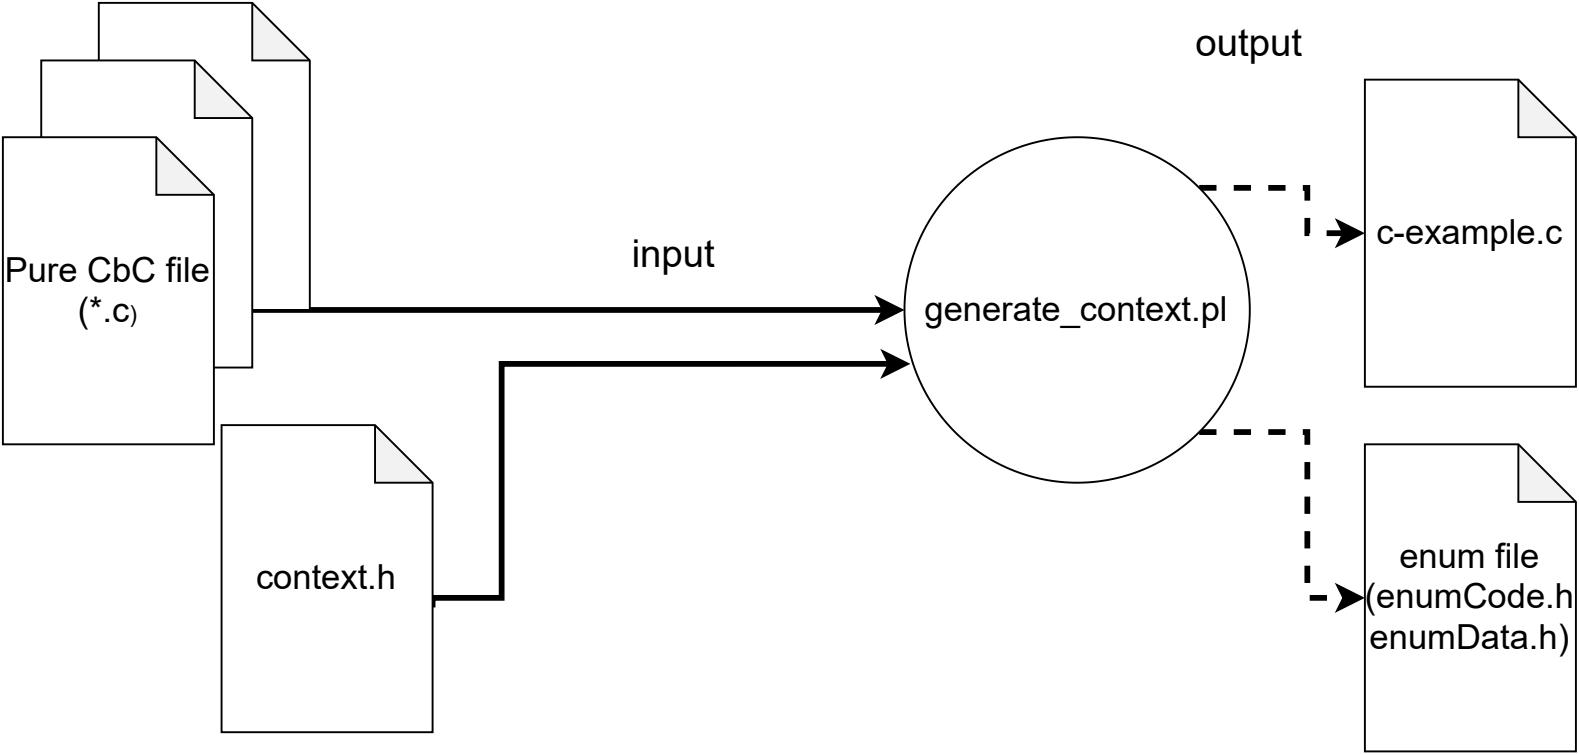 output
input
Pure CbC file
(*.c)
generate_context.pl
c-example.c
context.h
enum file
(enumCode.h
enumData.h)